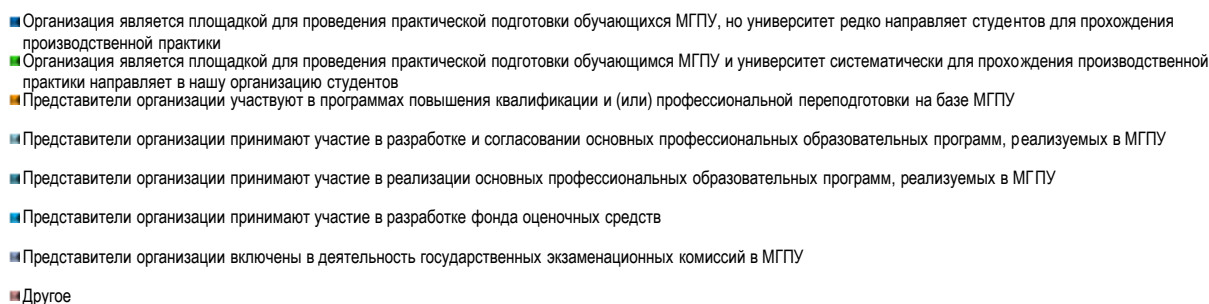 Организация является площадкой для проведения практической подготовки обучающихся МГПУ, но университет редко направляет студентов для прохождения
производственной практики
Организация является площадкой для проведения практической подготовки обучающимся МГПУ и университет систематически для прохождения производственной
практики направляет в нашу организацию студентов
Представители организации участвуют в программах повышения квалификации и (или) профессиональной переподготовки на базе МГПУ
Представители организации принимают участие в разработке и согласовании основных профессиональных образовательных программ, реализуемых в МГПУ
Представители организации принимают участие в реализации основных профессиональных образовательных программ, реализуемых в МГПУ
Представители организации принимают участие в разработке фонда оценочных средств
Представители организации включены в деятельность государственных экзаменационных комиссий в МГПУ
Другое